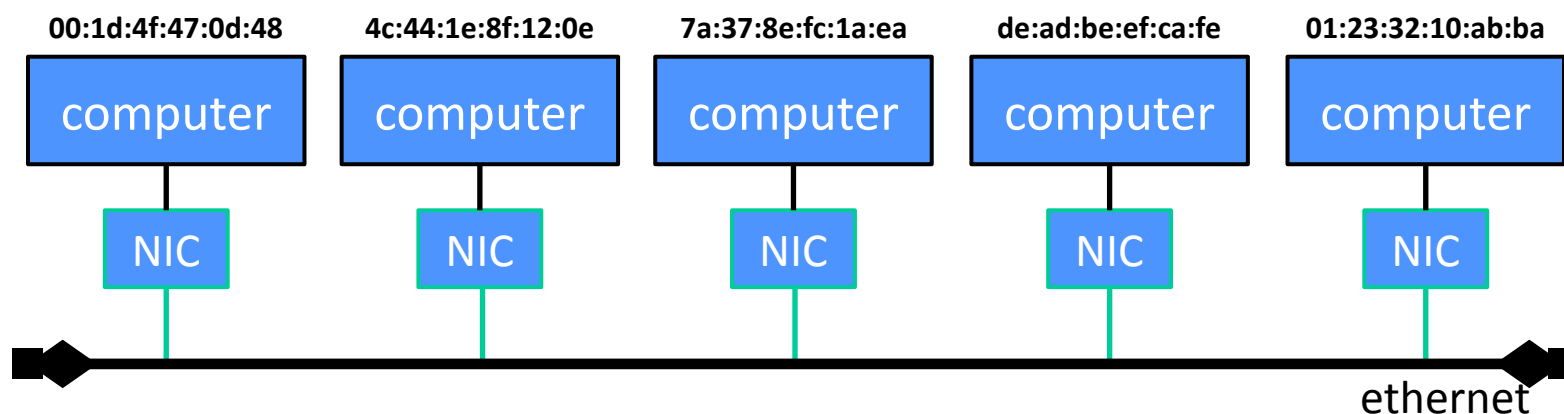 00:1d:4f:47:0d:48 4c:44:1e:8f:12:0e 7a:37:8e:fc:1a:ea de:ad:be:ef:ca:fe 01:23:32:10:ab:ba
computer computer computer computer computer
NIC NIC NIC NIC NIC
ethernet